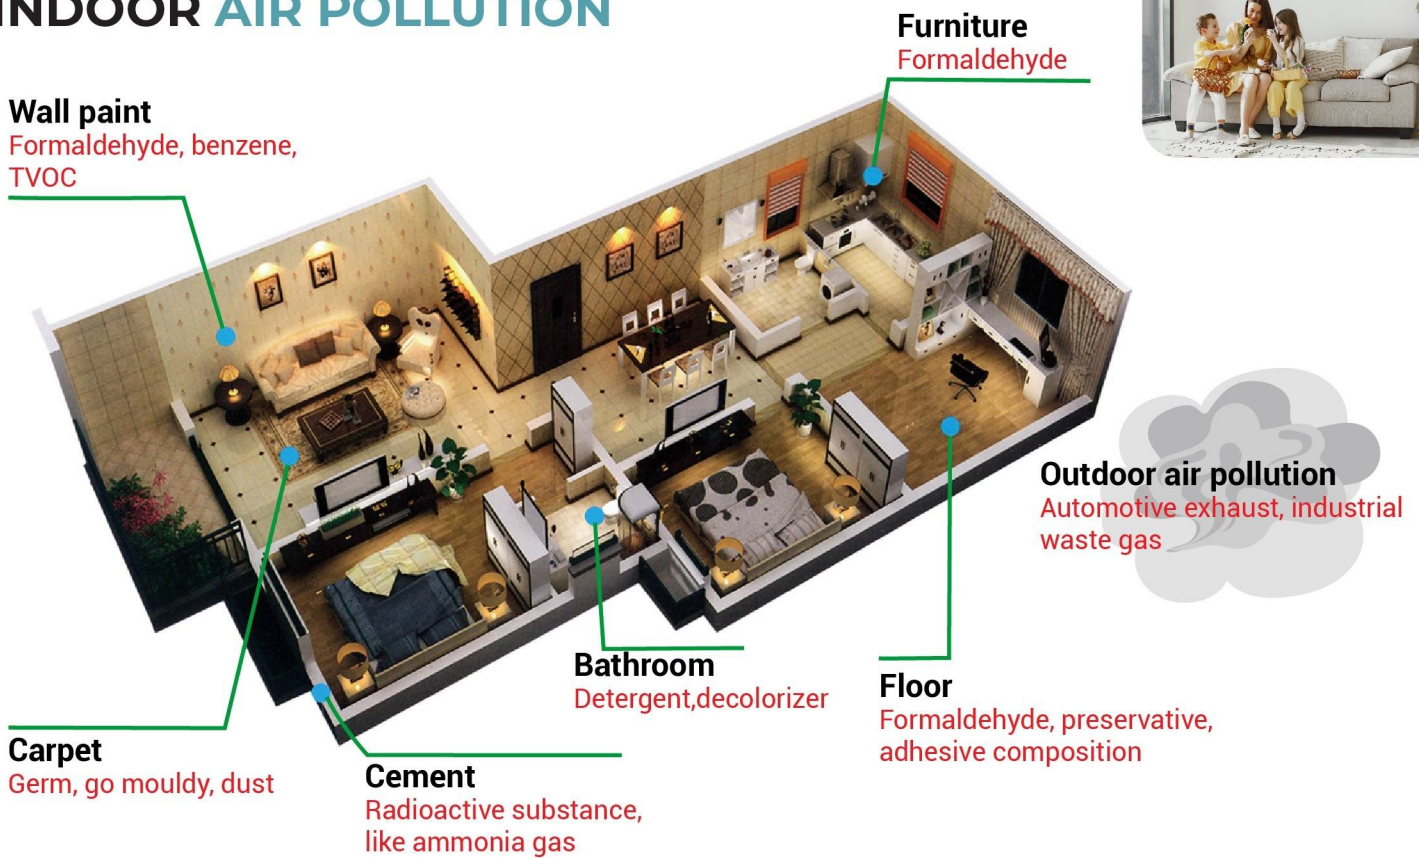 INDOOR AIR POLLUTION
Furniture
Formaldehyde
Wall paint
Formaldehyde, benzene,
TVOC
Outdoor air pollution
Automotive exhaust, industrial
waste gas
Bathroom
Detergent,decolorizer
Floor
Formaldehyde, preservative,
adhesive composition
Carpet
Germ, go mouldy, dust
Cement
Radioactive substance,
like ammonia gas